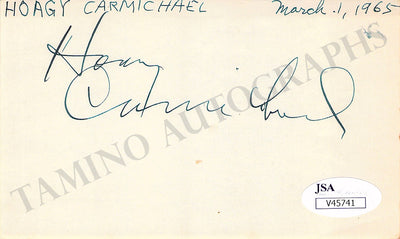 HOAGY CARMICHAEL March 1, 1965
Hoagy
Carmichael
TAMINO AUTOGRAPHS
JSA
V45741